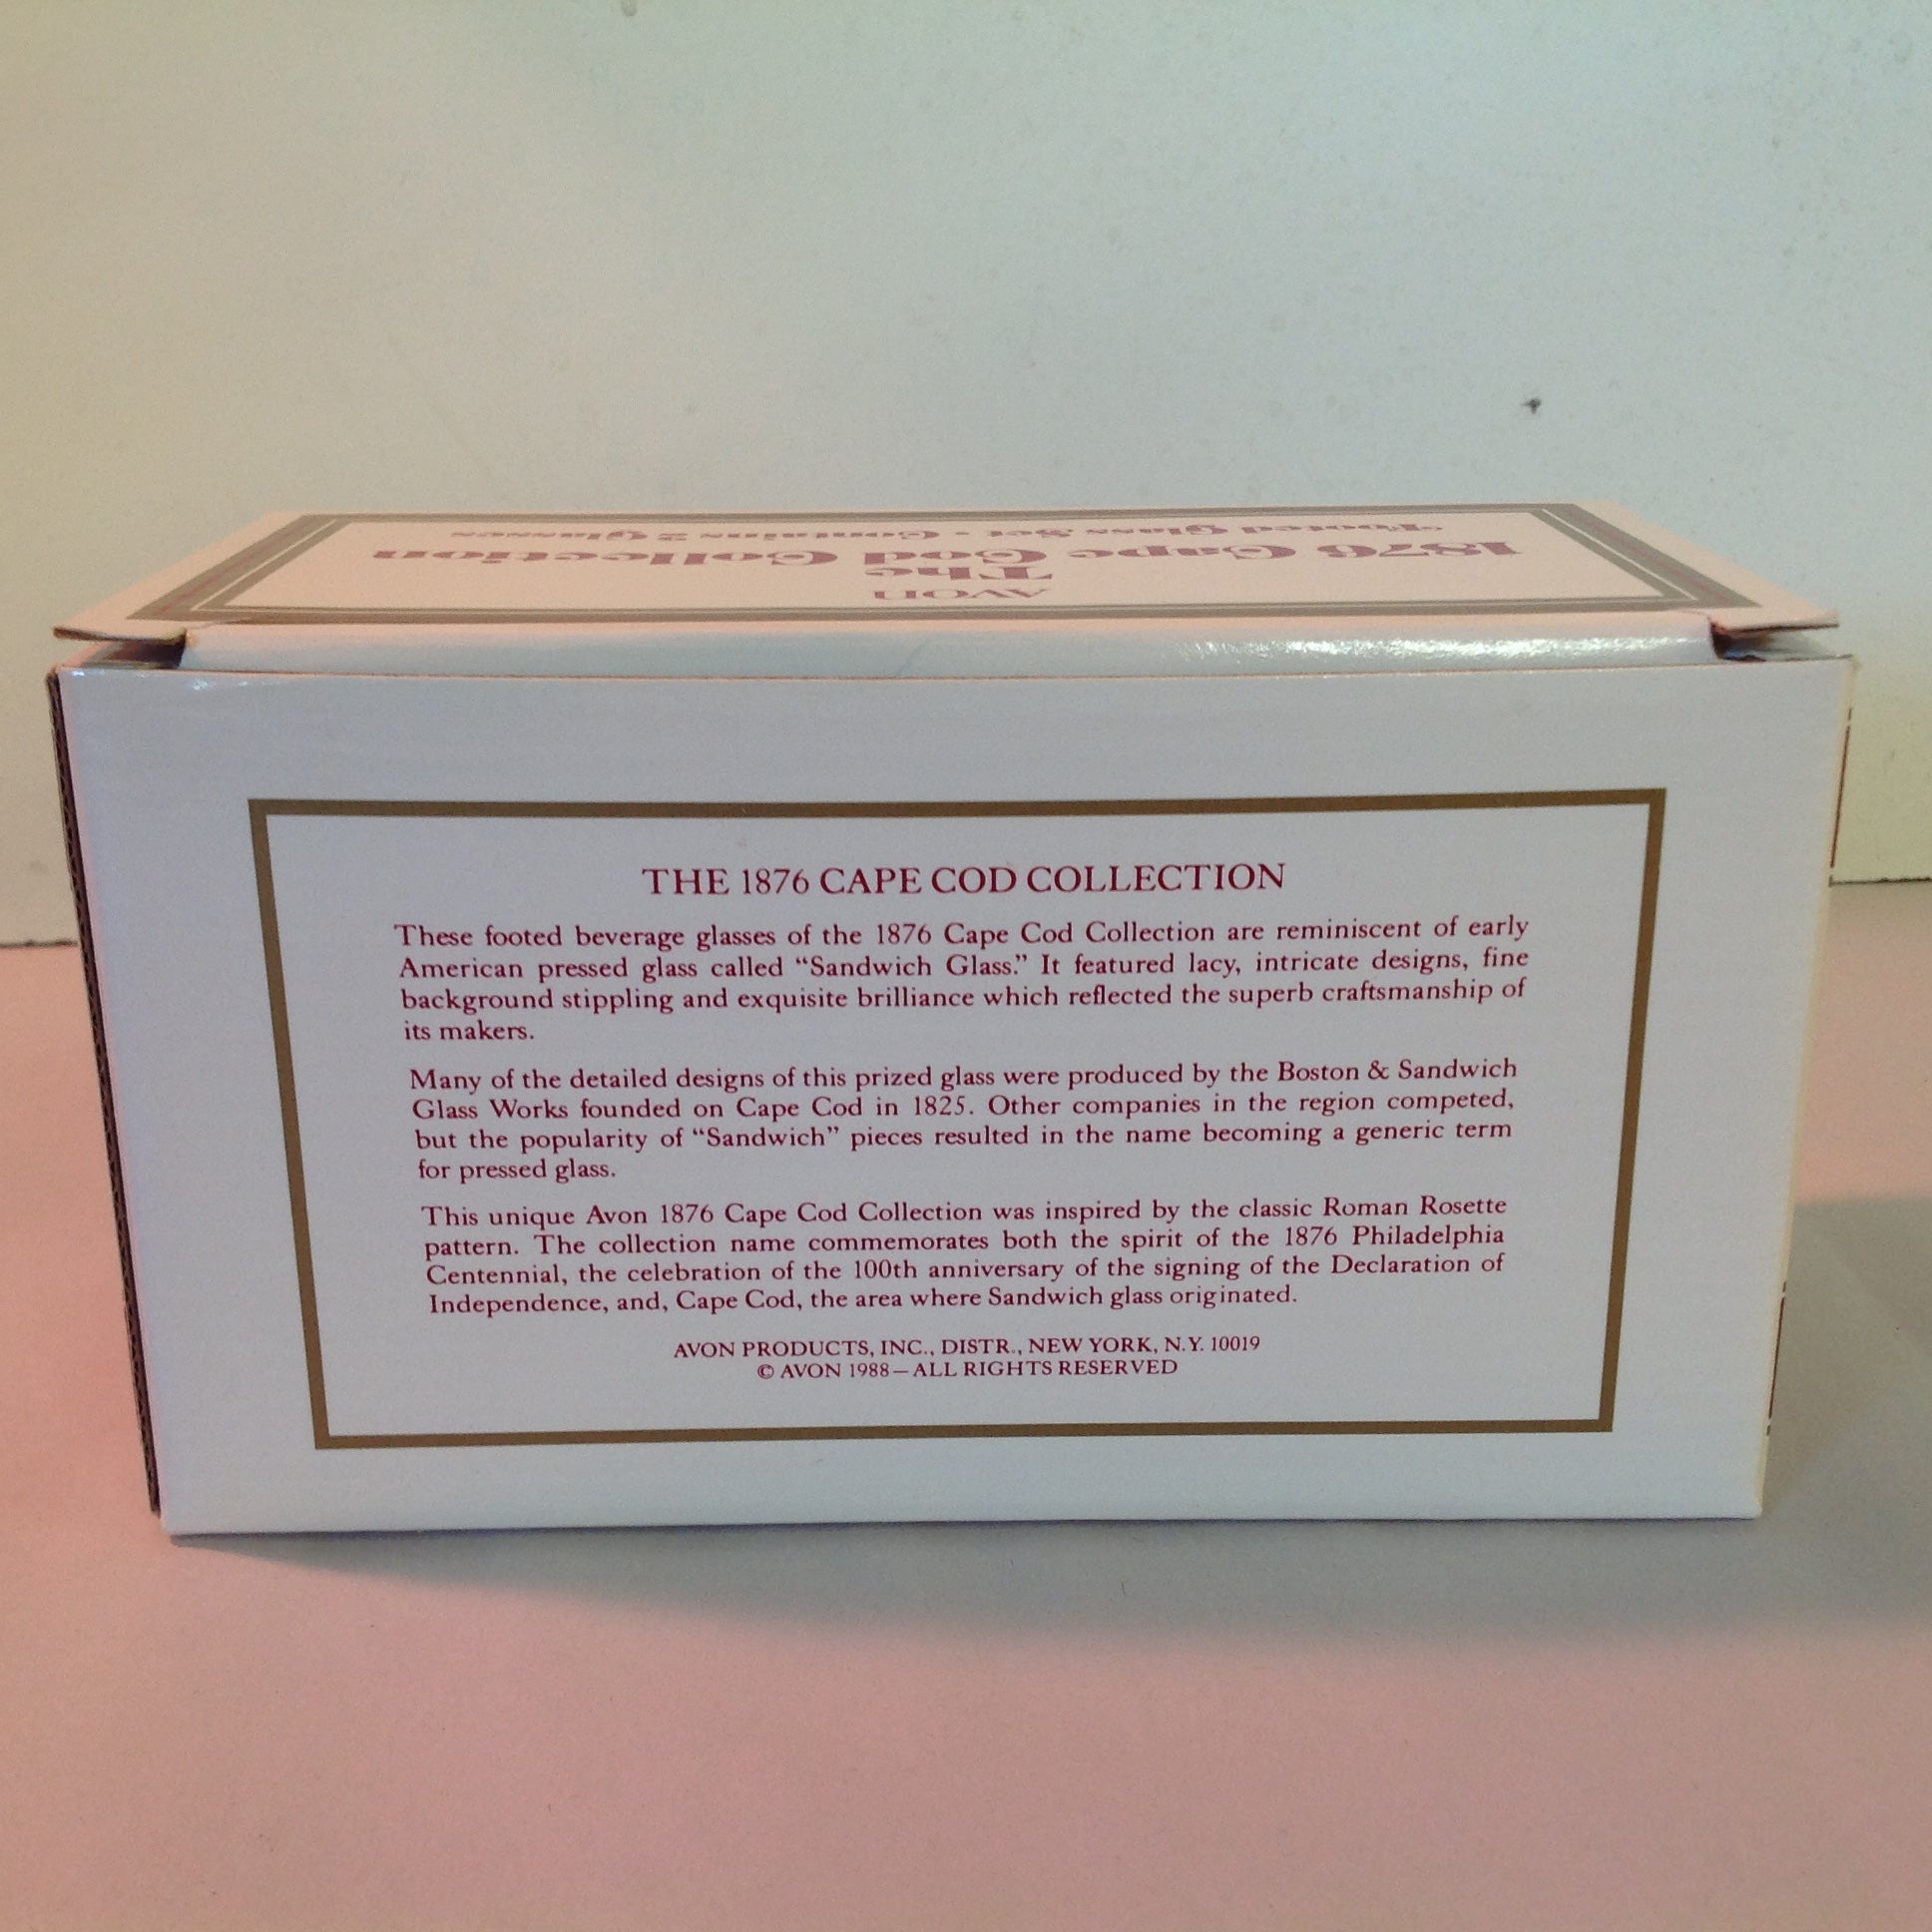 AVON
The
1876 Cape Cod Collection
Footed Glass Set • Contains 2 glasses
THE 1876 CAPE COD COLLECTION
These footed beverage glasses of the 1876 Cape Cod Collection are reminiscent of early
American pressed glass called “Sandwich Glass.” It featured lacy, intricate designs, fine
background stippling and exquisite brilliance which reflected the superb craftsmanship of
its makers.
Many of the detailed designs of this prized glass were produced by the Boston & Sandwich
Glass Works founded on Cape Cod in 1825. Other companies in the region competed,
but the popularity of “Sandwich” pieces resulted in the name becoming a generic term
for pressed glass.
This unique Avon 1876 Cape Cod Collection was inspired by the classic Roman Rosette
pattern. The collection name commemorates both the spirit of the 1876 Philadelphia
Centennial, the celebration of the 100th anniversary of the signing of the Declaration of
Independence, and, Cape Cod, the area where Sandwich glass originated.
AVON PRODUCTS, INC., DISTR., NEW YORK, N.Y. 10019
© AVON 1988—ALL RIGHTS RESERVED